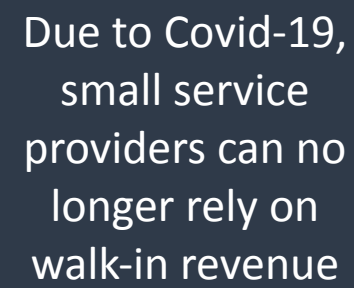 Due to Covid-19,
small service
providers can no
longer rely on
walk-in revenue